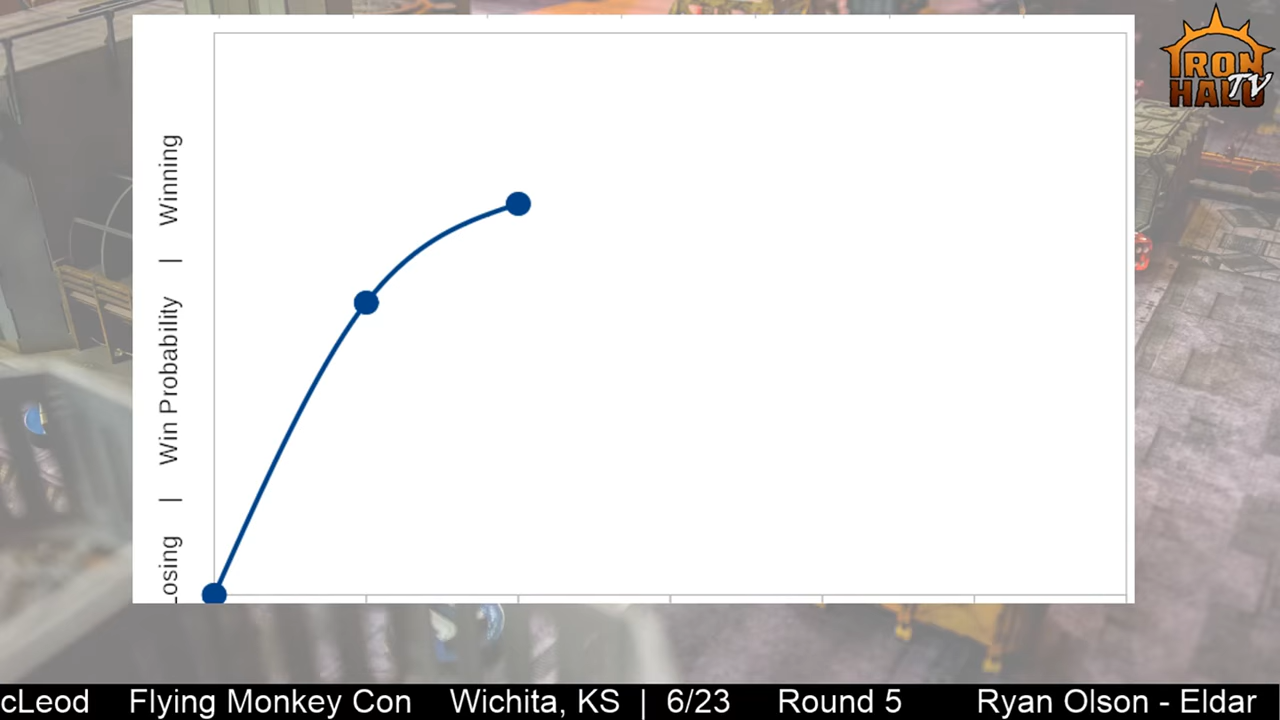 IRON
HALO
TV
Losing | Win Probability | Winning
cLeod Flying Monkey Con Wichita, KS | 6/23 Round 5 Ryan Olson - Eldar